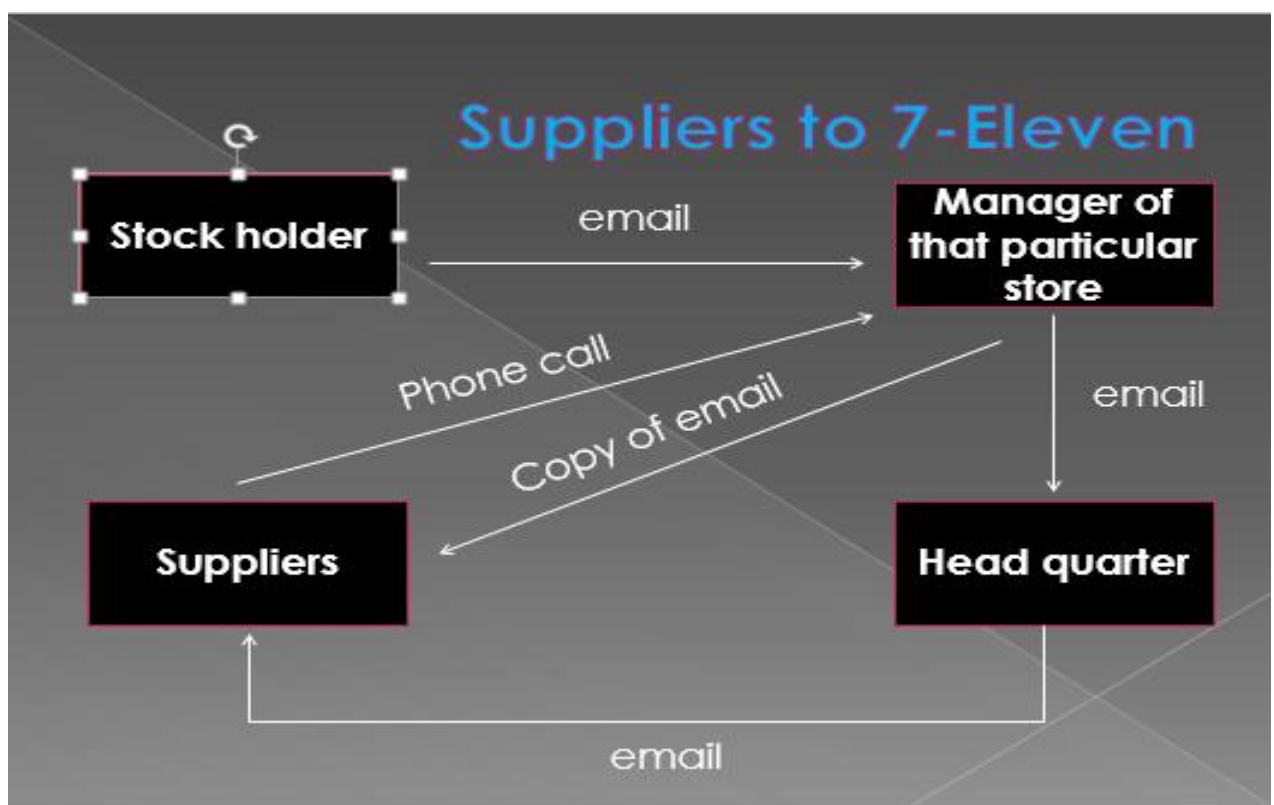 Suppliers to 7-Eleven
Stock holder
email
Manager of
that particular
store
Phone call
Copy of email
email
Suppliers
Head quarter
email